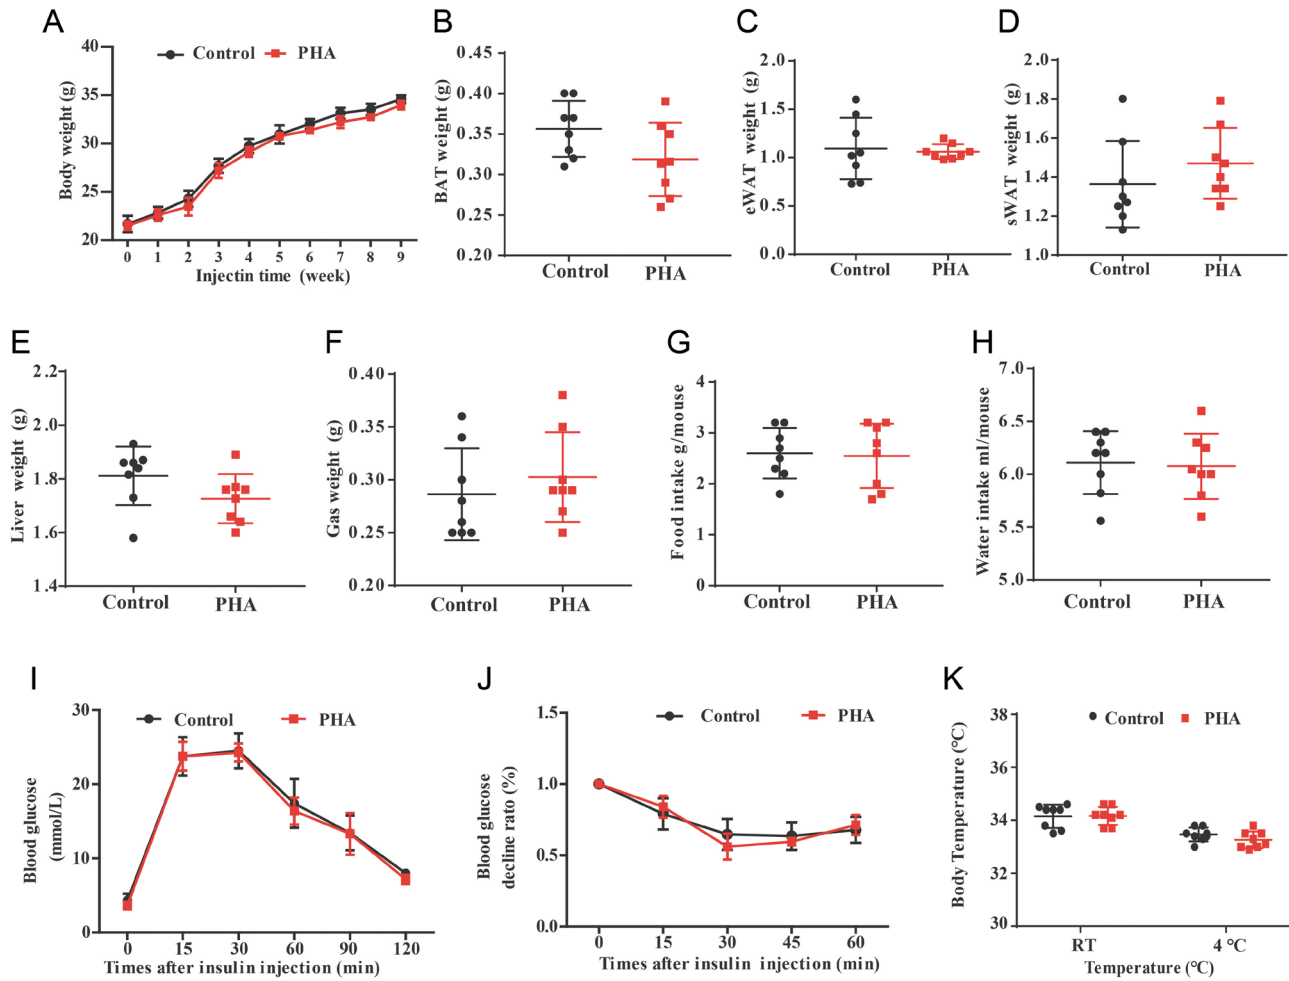 A
Control PHA
Body weight (g)
40
35
30
25
20
0 1 2 3 4 5 6 7 8 9
Injectin time (week)
B
BAT weight (g)
0.45
0.40
0.35
0.30
0.25
0.20
Control PHA
C
eWAT weight (g)
2.0
1.5
1.0
0.5
0.0
Control PHA
D
sWAT weight (g)
2.0
1.8
1.6
1.4
1.2
1.0
Control PHA
E
Liver weight (g)
2.2
2.0
1.8
1.6
1.4
Control PHA
F
Gas weight (g)
0.40
0.35
0.30
0.25
0.20
Control PHA
G
Food intake g/mouse
4
3
2
1
0
Control PHA
H
Water intake ml/mouse
7.0
6.5
6.0
5.5
5.0
Control PHA
I
Control PHA
Blood glucose
(mmol/L)
30
20
10
0
0 15 30 60 90 120
Times after insulin injection (min)
J
Control PHA
Blood glucose
decline rato (%)
1.5
1.0
0.5
0.0
0 15 30 45 60
Times after insulin injection (min)
K
Control PHA
Body Temperature (°C)
38
36
34
32
30
RT 4 °C
Temperature (°C)